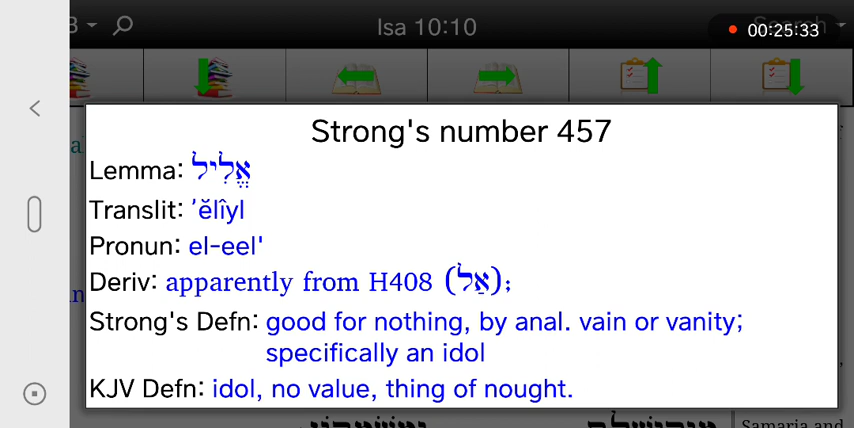 B
Isa 10:10
Search
00:25:33
Strong's number 457
Lemma: אֱלִיל
Translit: ʼĕlîyl
Pronun: el-eel'
Deriv: apparently from H408 (אַל);
Strong's Defn: good for nothing, by anal. vain or vanity;
specifically an idol
KJV Defn: idol, no value, thing of nought.
Samaria and